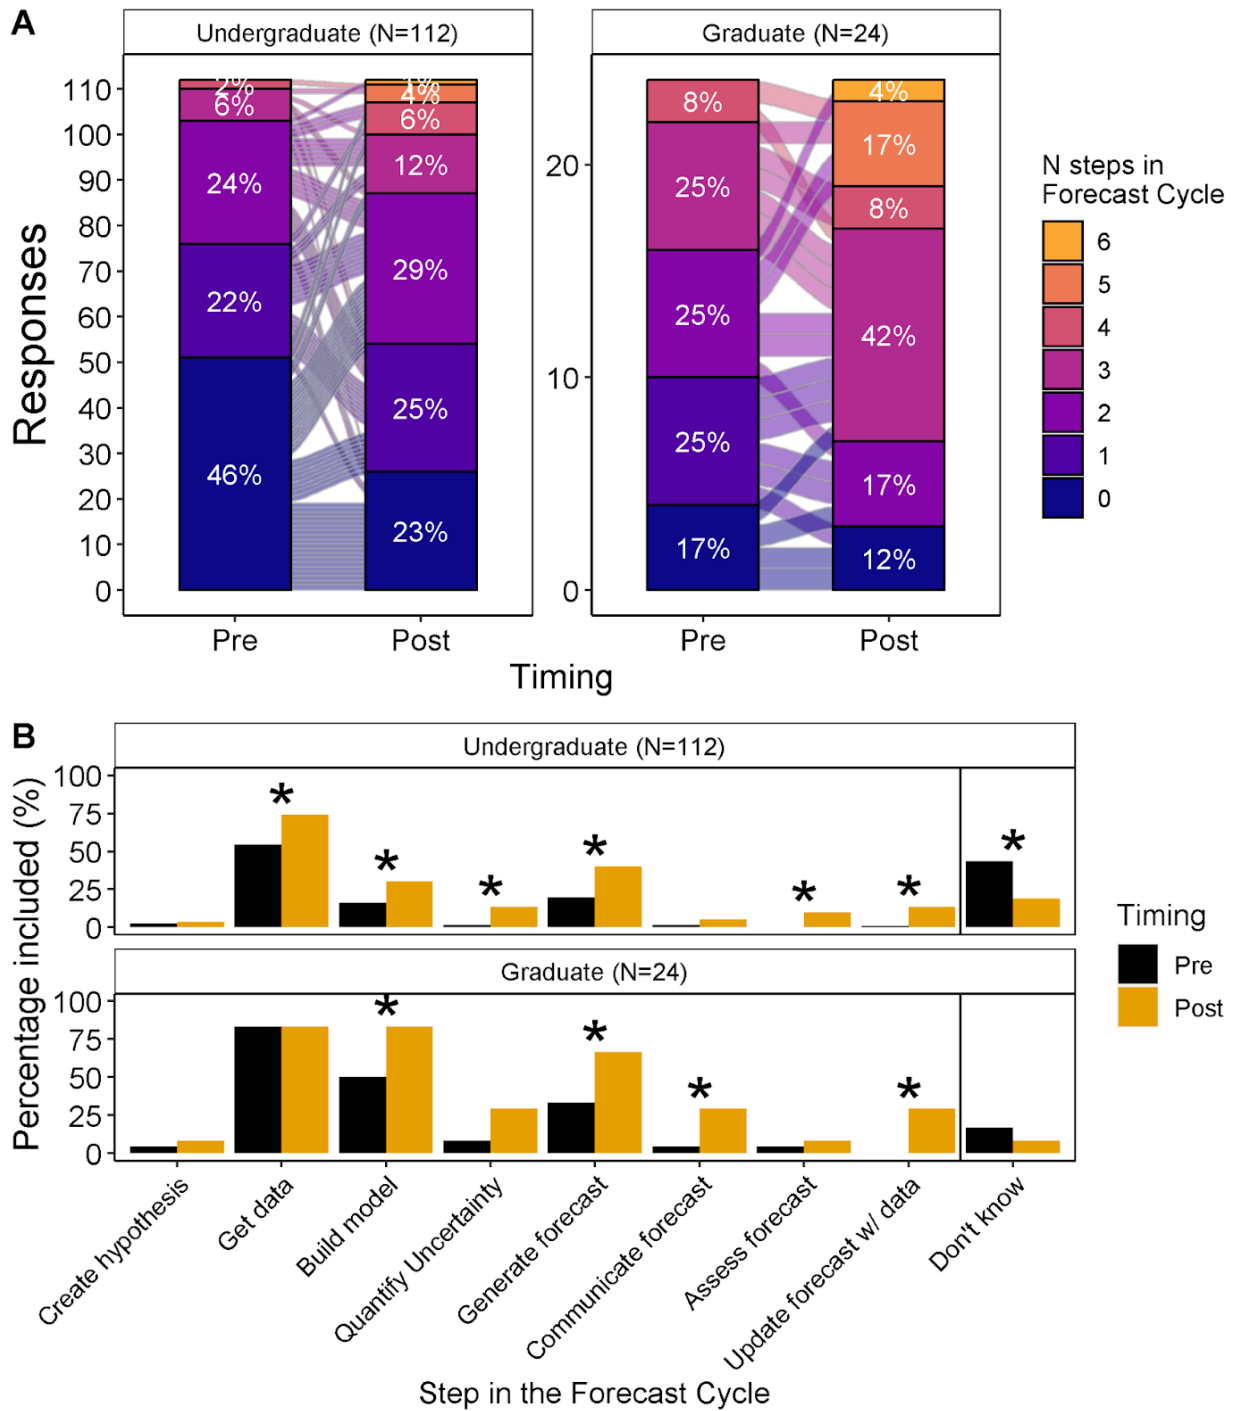 A
Undergraduate (N=112)
Graduate (N=24)
Responses
110
100
90
80
70
60
50
40
30
20
10
0
2%
6%
24%
22%
46%
1%
4%
6%
12%
29%
25%
23%
Pre
Post
20
10
0
8%
25%
25%
25%
17%
4%
17%
8%
42%
17%
12%
Pre
Post
Timing
N steps in
Forecast Cycle
6
5
4
3
2
1
0
B
Undergraduate (N=112)
Percentage included (%)
100
75
50
25
0
* * * * * * *
Graduate (N=24)
100
75
50
25
0
* * * *
Create hypothesis
Get data
Build model
Quantify Uncertainty
Generate forecast
Communicate forecast
Assess forecast
Update forecast w/ data
Don't know
Step in the Forecast Cycle
Timing
Pre
Post